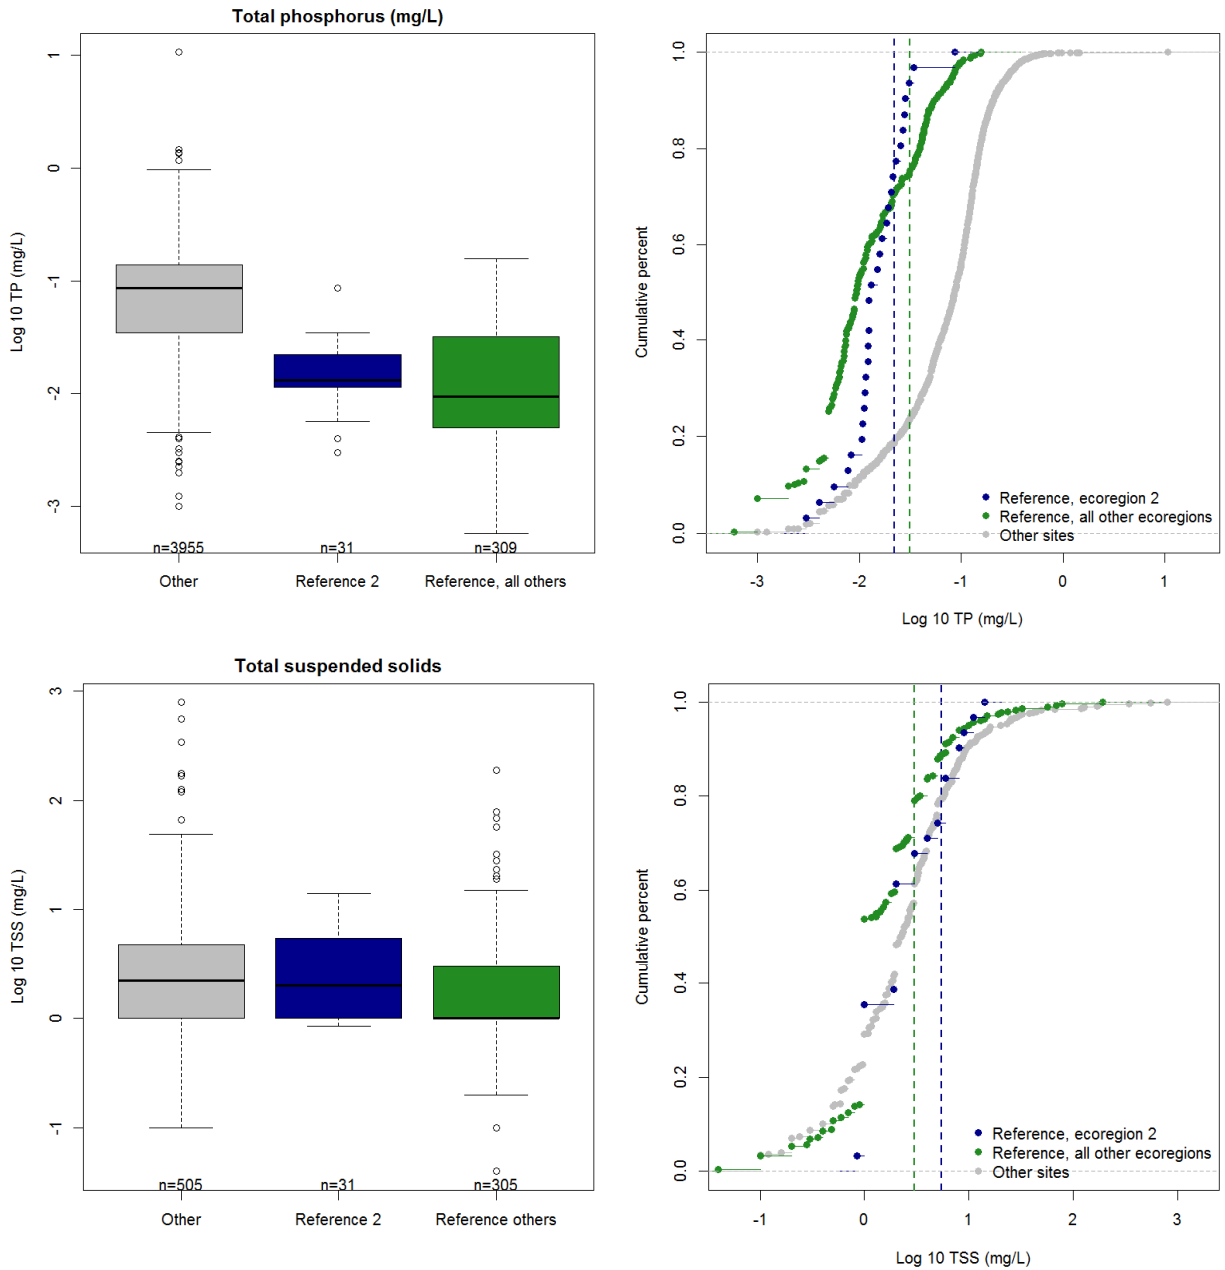 Total phosphorus (mg/L)
Log 10 TP (mg/L)
1
0
-1
-2
-3
n=3955
n=31
n=309
Other
Reference 2
Reference, all others
Cumulative percent
1.0
0.8
0.6
0.4
0.2
0.0
Reference, ecoregion 2
Reference, all other ecoregions
Other sites
-3
-2
-1
0
1
Log 10 TP (mg/L)
Total suspended solids
Log 10 TSS (mg/L)
3
2
1
0
-1
n=505
n=31
n=305
Other
Reference 2
Reference others
Cumulative percent
1.0
0.8
0.6
0.4
0.2
0.0
Reference, ecoregion 2
Reference, all other ecoregions
Other sites
-1
0
1
2
3
Log 10 TSS (mg/L)